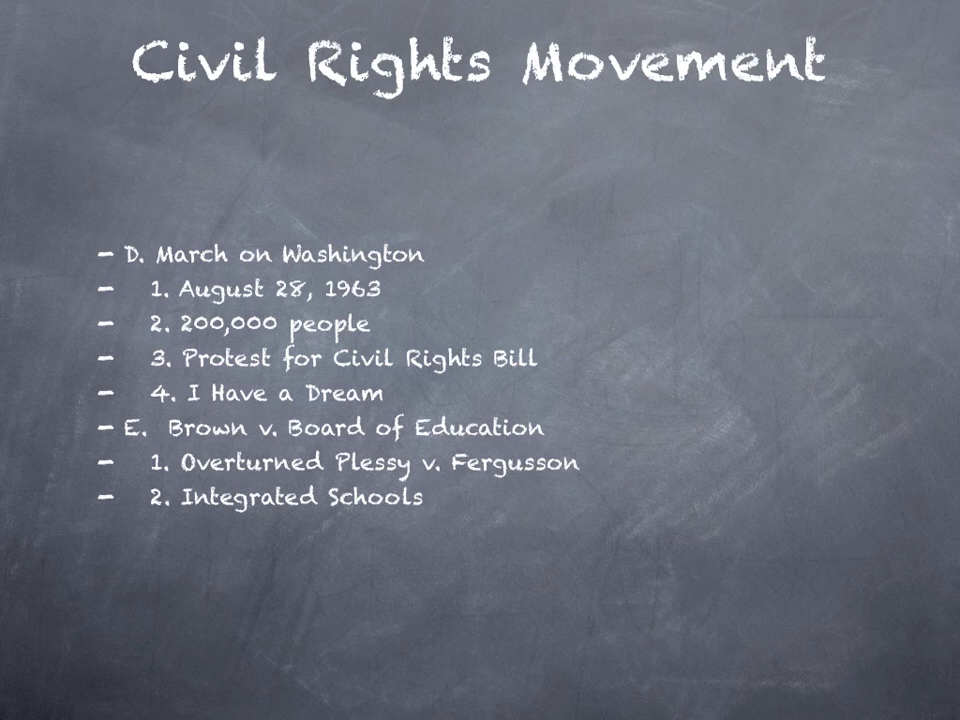 Civil Rights Movement
- D. March on Washington
- 1. August 28, 1963
- 2. 200,000 people
- 3. Protest for Civil Rights Bill
- 4. I Have a Dream
- E. Brown v. Board of Education
- 1. Overturned Plessy v. Fergusson
- 2. Integrated Schools